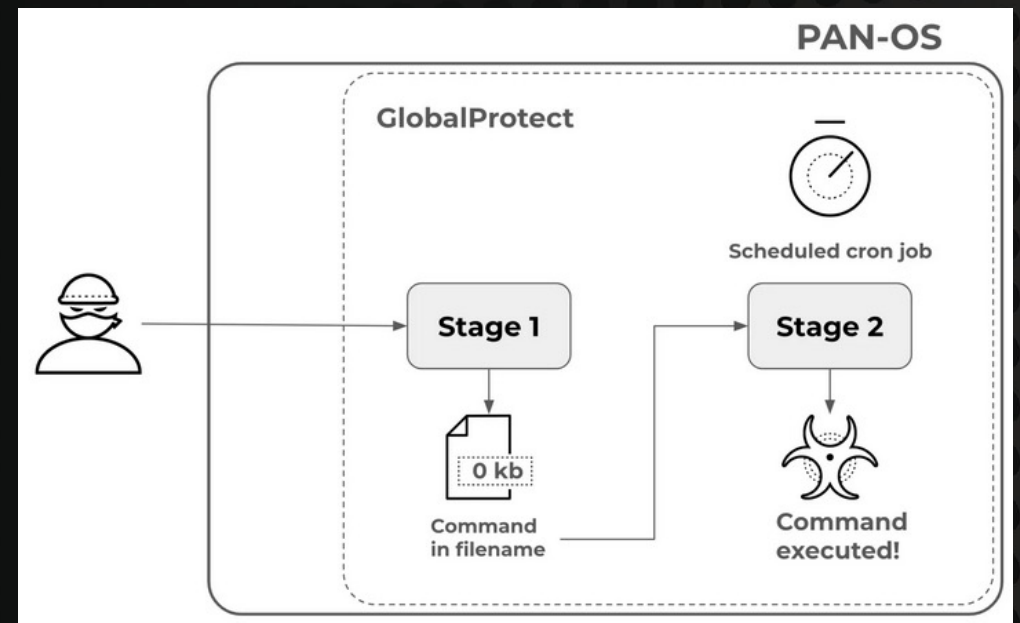 PAN-OS
GlobalProtect
Scheduled cron job
Stage 1
Stage 2
0 kb
Command
in filename
Command
executed!